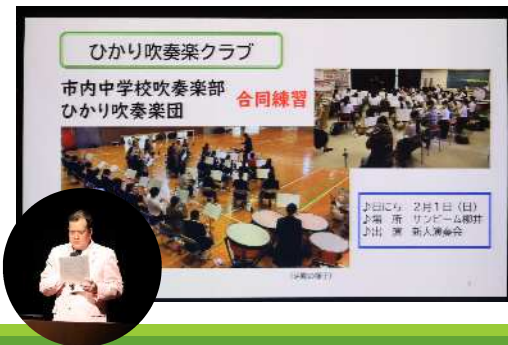 ひかり吹奏楽クラブ
市内中学校吹奏楽部
ひかり吹奏楽団
合同練習
♪日にち 2月1日（日）
♪場 所 サンビーム柳井
♪出 演 新人演奏会